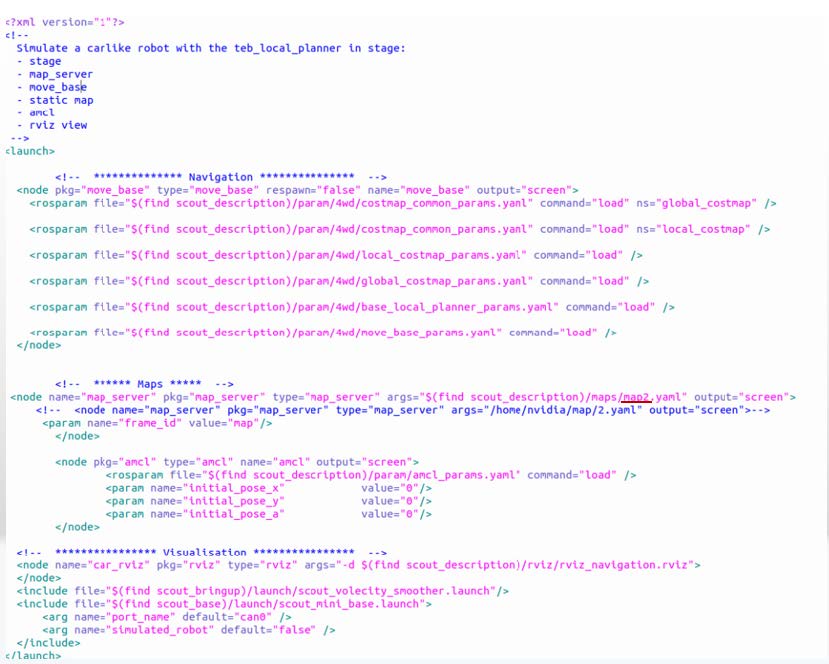 <?xml version="1"?>
<!--
Simulate a carlike robot with the teb_local_planner in stage:
- stage
- map_server
- move_base
- static map
- amcl
- rviz view
-->
<launch>
<!-- ************** Navigation *************** -->
<node pkg="move_base" type="move_base" respawn="false" name="move_base" output="screen">
<rosparam file="$(find scout_description)/param/4wd/costmap_common_params.yaml" command="load" ns="global_costmap" />
<rosparam file="$(find scout_description)/param/4wd/costmap_common_params.yaml" command="load" ns="local_costmap" />
<rosparam file="$(find scout_description)/param/4wd/local_costmap_params.yaml" command="load" />
<rosparam file="$(find scout_description)/param/4wd/global_costmap_params.yaml" command="load" />
<rosparam file="$(find scout_description)/param/4wd/base_local_planner_params.yaml" command="load" />
<rosparam file="$(find scout_description)/param/4wd/move_base_params.yaml" command="load" />
</node>
<!-- ****** Maps ***** -->
<node name="map_server" pkg="map_server" type="map_server" args="$(find scout_description)/maps/map2.yaml" output="screen">
<!-- <node name="map_server" pkg="map_server" type="map_server" args="/home/nvidia/map/2.yaml" output="screen">-->
<param name="frame_id" value="map"/>
</node>
<node pkg="amcl" type="amcl" name="amcl" output="screen">
<rosparam file="$(find scout_description)/param/amcl_params.yaml" command="load" />
<param name="initial_pose_x" value="0"/>
<param name="initial_pose_y" value="0"/>
<param name="initial_pose_a" value="0"/>
</node>
<!-- **************** Visualisation **************** -->
<node name="car_rviz" pkg="rviz" type="rviz" args="-d $(find scout_description)/rviz/rviz_navigation.rviz">
</node>
<include file="$(find scout_bringup)/launch/scout_volecity_smoother.launch"/>
<include file="$(find scout_base)/launch/scout_mini_base.launch">
<arg name="port_name" default="can0" />
<arg name="simulated_robot" default="false" />
</include>
</launch>